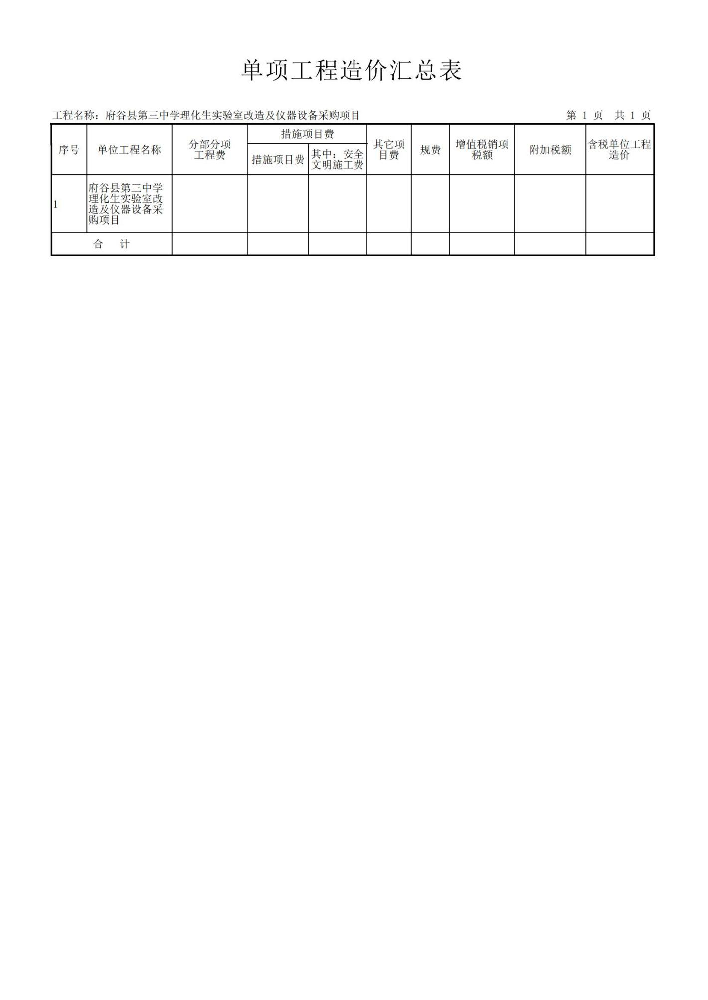 单项工程造价汇总表
工程名称：府谷县第三中学理化生实验室改造及仪器设备采购项目
第 1 页 共 1 页
序号
单位工程名称
分部分项
工程费
措施项目费
措施项目费
其中：安全
文明施工费
其它项
目费
规费
增值税销项
税额
附加税额
含税单位工程
造价
1
府谷县第三中学
理化生实验室改
造及仪器设备采
购项目
合 计